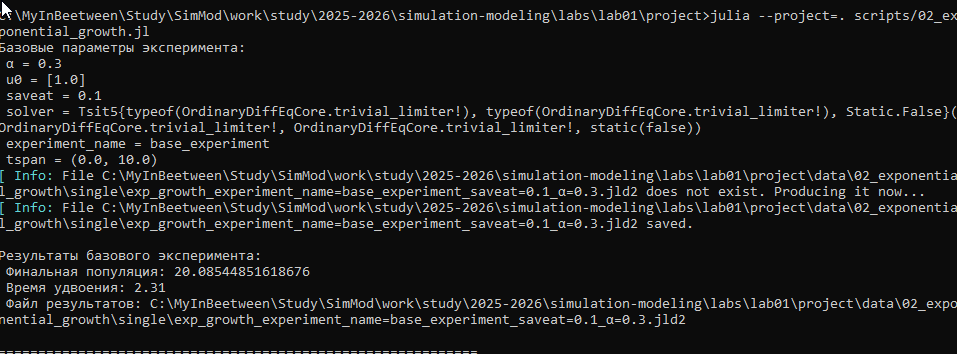 C:\MyInBeetween\Study\SimMod\work\study\2025-2026\simulation-modeling\labs\lab01\project>julia --project=. scripts/02_ex
ponential_growth.jl
Базовые параметры эксперимента:
α = 0.3
u0 = [1.0]
saveat = 0.1
solver = Tsit5{typeof(OrdinaryDiffEqCore.trivial_limiter!), typeof(OrdinaryDiffEqCore.trivial_limiter!), Static.False}(
OrdinaryDiffEqCore.trivial_limiter!, OrdinaryDiffEqCore.trivial_limiter!, static(false))
experiment_name = base_experiment
tspan = (0.0, 10.0)
[ Info: File C:\MyInBeetween\Study\SimMod\work\study\2025-2026\simulation-modeling\labs\lab01\project\data\02_exponentia
l_growth\single\exp_growth_experiment_name=base_experiment_saveat=0.1_α=0.3.jld2 does not exist. Producing it now...
[ Info: File C:\MyInBeetween\Study\SimMod\work\study\2025-2026\simulation-modeling\labs\lab01\project\data\02_exponentia
l_growth\single\exp_growth_experiment_name=base_experiment_saveat=0.1_α=0.3.jld2 saved.
Результаты базового эксперимента:
Финальная популяция: 20.08544851618676
Время удвоения: 2.31
Файл результатов: C:\MyInBeetween\Study\SimMod\work\study\2025-2026\simulation-modeling\labs\lab01\project\data\02_expo
nential_growth\single\exp_growth_experiment_name=base_experiment_saveat=0.1_α=0.3.jld2
============================================================